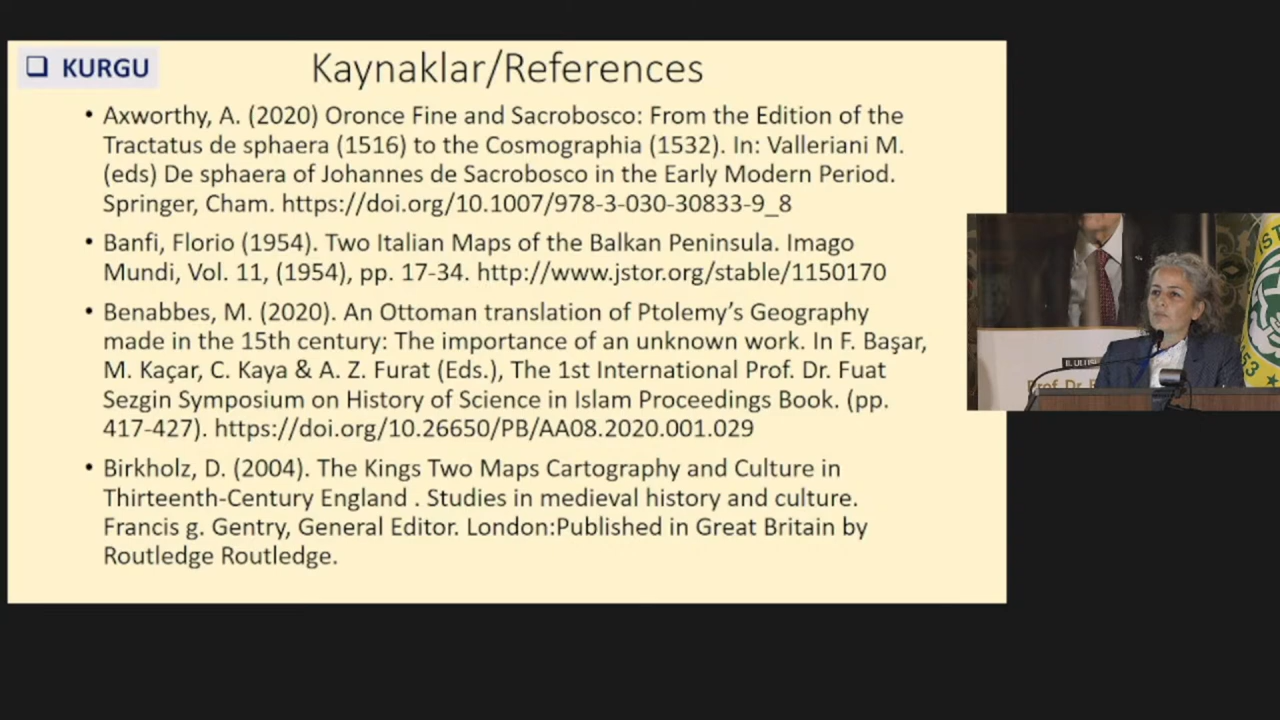 ❑ KURGU
Kaynaklar/References
• Axworthy, A. (2020) Oronce Fine and Sacrobosco: From the Edition of the
Tractatus de sphaera (1516) to the Cosmographia (1532). In: Valleriani M.
(eds) De sphaera of Johannes de Sacrobosco in the Early Modern Period.
Springer, Cham. https://doi.org/10.1007/978-3-030-30833-9_8
• Banfi, Florio (1954). Two Italian Maps of the Balkan Peninsula. Imago
Mundi, Vol. 11, (1954), pp. 17-34. http://www.jstor.org/stable/1150170
• Benabbes, M. (2020). An Ottoman translation of Ptolemy’s Geography
made in the 15th century: The importance of an unknown work. In F. Başar,
M. Kaçar, C. Kaya & A. Z. Furat (Eds.), The 1st International Prof. Dr. Fuat
Sezgin Symposium on History of Science in Islam Proceedings Book. (pp.
417-427). https://doi.org/10.26650/PB/AA08.2020.001.029
• Birkholz, D. (2004). The Kings Two Maps Cartography and Culture in
Thirteenth-Century England . Studies in medieval history and culture.
Francis g. Gentry, General Editor. London:Published in Great Britain by
Routledge Routledge.
İST
53
Prof. Dr.